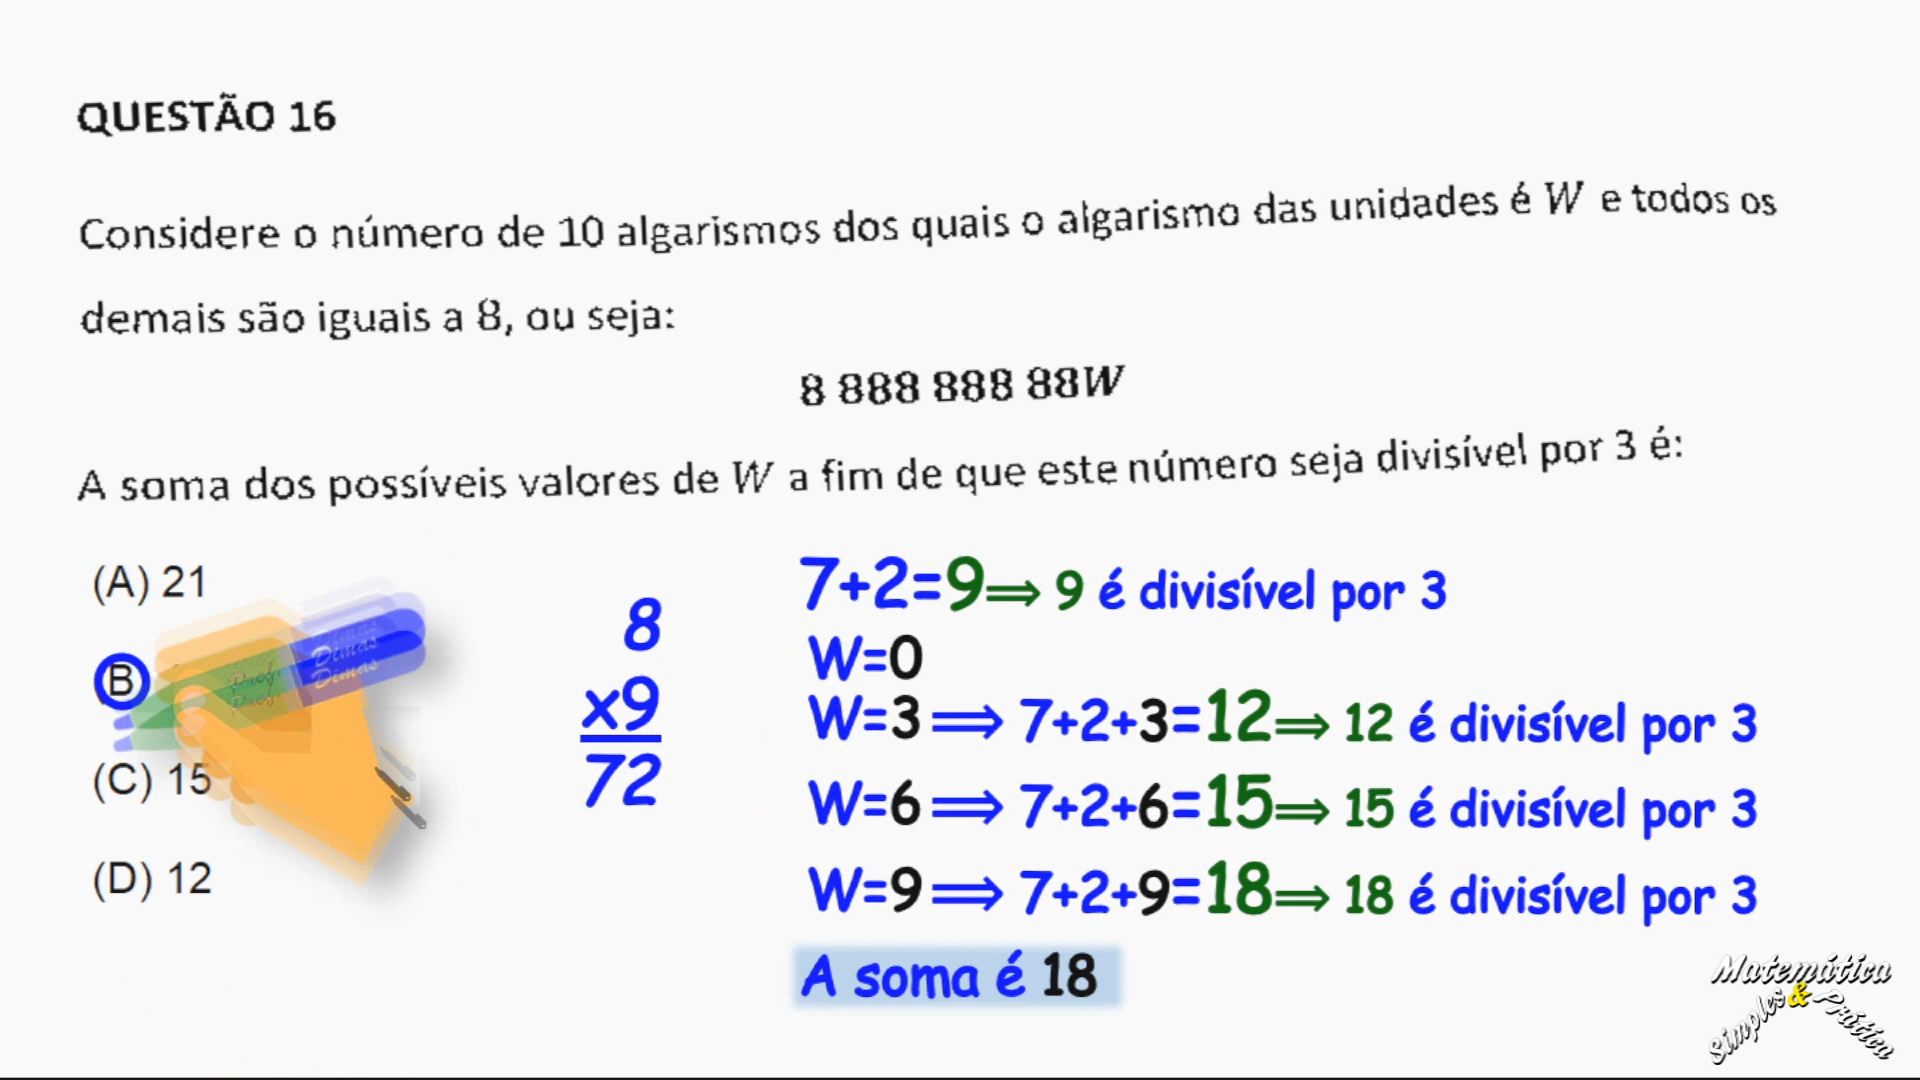 QUESTÃO 16
Considere o número de 10 algarismos dos quais o algarismo das unidades é W e todos os
demais são iguais a 8, ou seja:
8 888 888 88W
A soma dos possíveis valores de W a fim de que este número seja divisível por 3 é:
(A) 21
B
(C) 15
(D) 12
Prof. Dimas
Prof. Dimas
8
x9
72
7+2=9⟹ 9 é divisível por 3
W=0
W=3 ⟹ 7+2+3=12⟹ 12 é divisível por 3
W=6 ⟹ 7+2+6=15⟹ 15 é divisível por 3
W=9 ⟹ 7+2+9=18⟹ 18 é divisível por 3
A soma é 18
Matemática
Simples & Prática